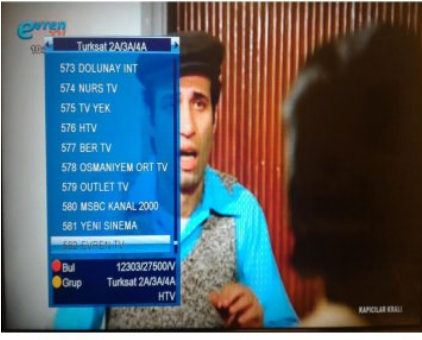 evren
Turksat 2A/3A/4A
573 DOLUNAY INT
574 NURS TV
575 TV YEK
576 HTV
577 BER TV
578 OSMANIYEM ORT TV
579 OUTLET TV
580 MSBC KANAL 2000
581 YENI SINEMA
582 EVREN TV
Bul 12303/27500/V
Grup Turksat 2A/3A/4A
HTV
KAPICILAR KRALI